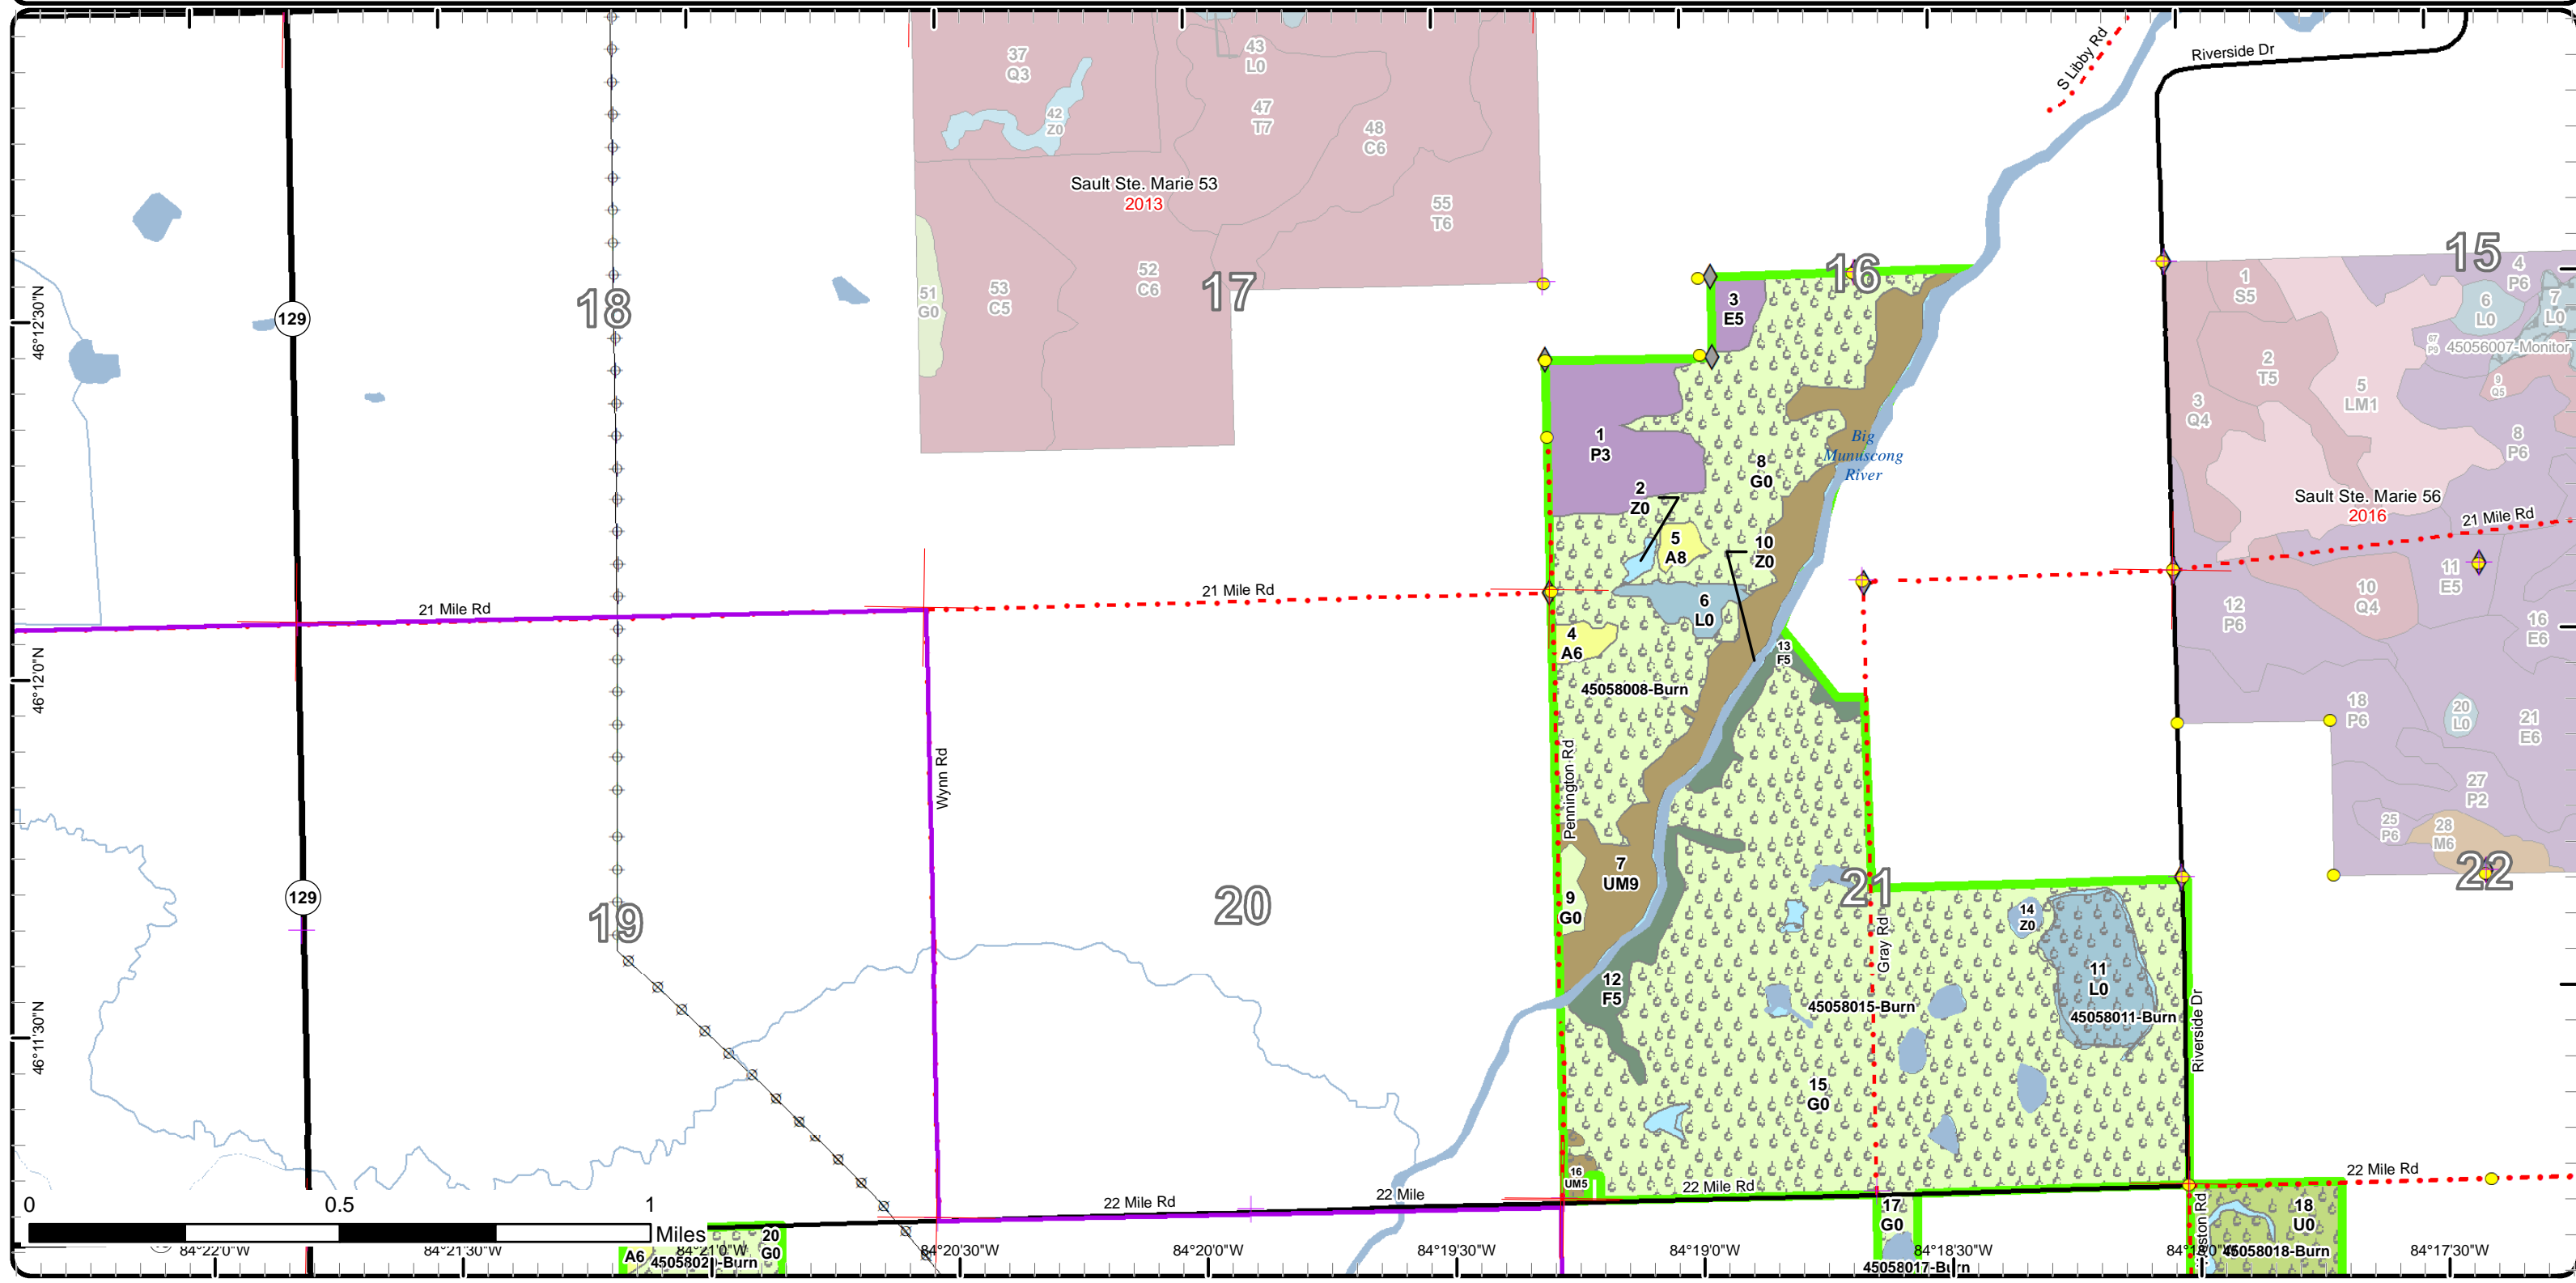 S Libby Rd
Riverside Dr
37
Q3
43
L0
42
Z0
47
T7
48
C6
Sault Ste. Marie 53
2013
55
T6
51
G0
53
C5
52
C6
17
18
129
46°12'30"N
16
15
4
P6
1
S5
6
L0
7
L0
67
P9
45056007-Monitor
2
T5
9
Q5
5
LM1
3
Q4
8
P6
Sault Ste. Marie 56
2016
21 Mile Rd
3
E5
1
P3
8
G0
Big
Munuscong
River
2
Z0
5
A8
10
Z0
6
L0
4
A6
13
F5
45058008-Burn
21 Mile Rd
21 Mile Rd
11
E5
10
Q4
12
P6
16
E6
18
P6
20
L0
21
E6
27
P2
25
P6
28
M6
22
46°12'0"N
Wynn Rd
Pennington Rd
7
UM9
9
G0
12
F5
21
Gray Rd
14
Z0
11
L0
45058011-Burn
45058015-Burn
15
G0
Riverside Dr
129
19
20
46°11'30"N
16
UM5
22 Mile Rd
22 Mile
22 Mile Rd
22 Mile Rd
17
G0
45058017-Burn
18
U0
45058018-Burn
0
0.5
1
Miles
20
G0
A6
84°22'0"W
84°21'30"W
84°21'0"W
84°20'30"W
84°20'0"W
84°19'30"W
84°19'0"W
84°18'30"W
84°17'30"W